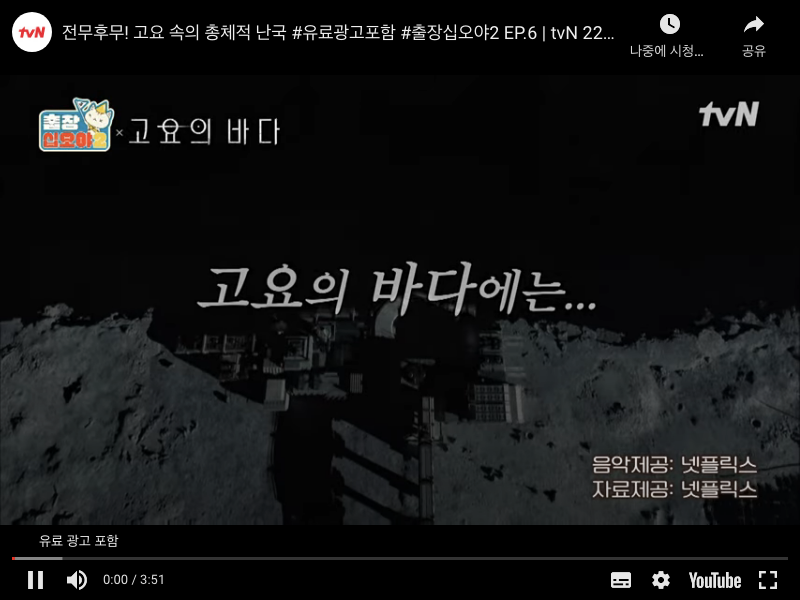 tvN
전무후무! 고요 속의 총체적 난국 #유료광고포함 #출장십오야2 EP.6 | tvN 22...
나중에 시청...
공유
출장
십오야2
× 고요의 바다
tvN
고요의 바다에는...
음악제공: 넷플릭스
자료제공: 넷플릭스
유료 광고 포함
0:00 / 3:51
YouTube